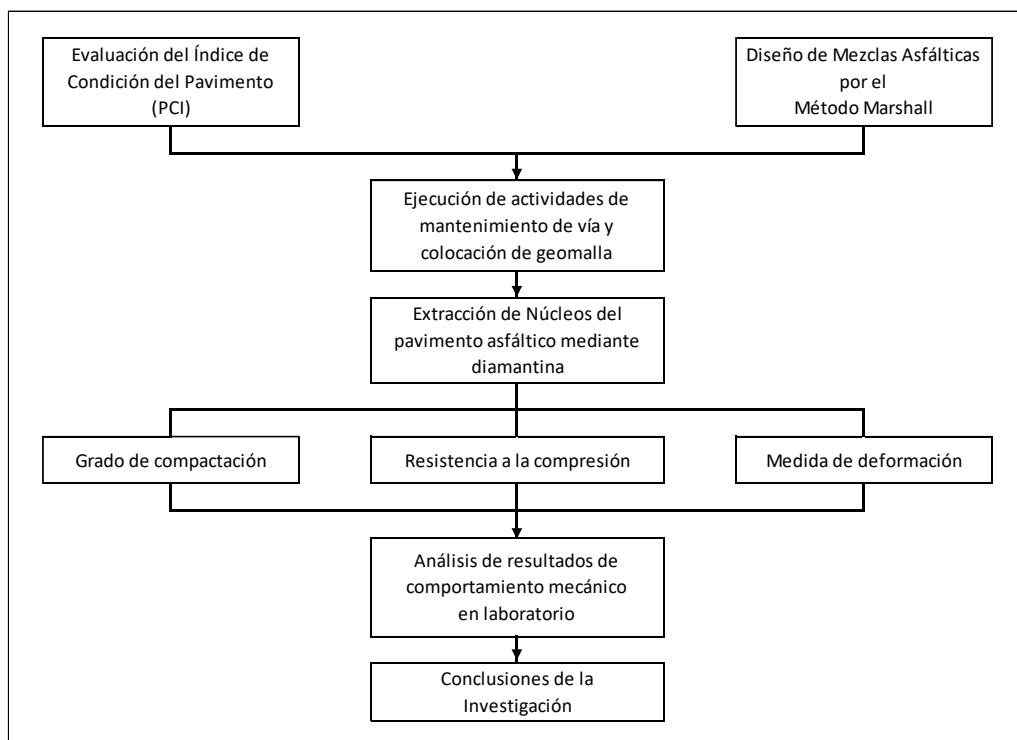 Evaluación del Índice de
Condición del Pavimento
(PCI)
Diseño de Mezclas Asfálticas
por el
Método Marshall
Ejecución de actividades de
mantenimiento de vía y
colocación de geomalla
Extracción de Núcleos del
pavimento asfáltico mediante
diamantina
Grado de compactación
Resistencia a la compresión
Medida de deformación
Análisis de resultados de
comportamiento mecánico
en laboratorio
Conclusiones de la
Investigación